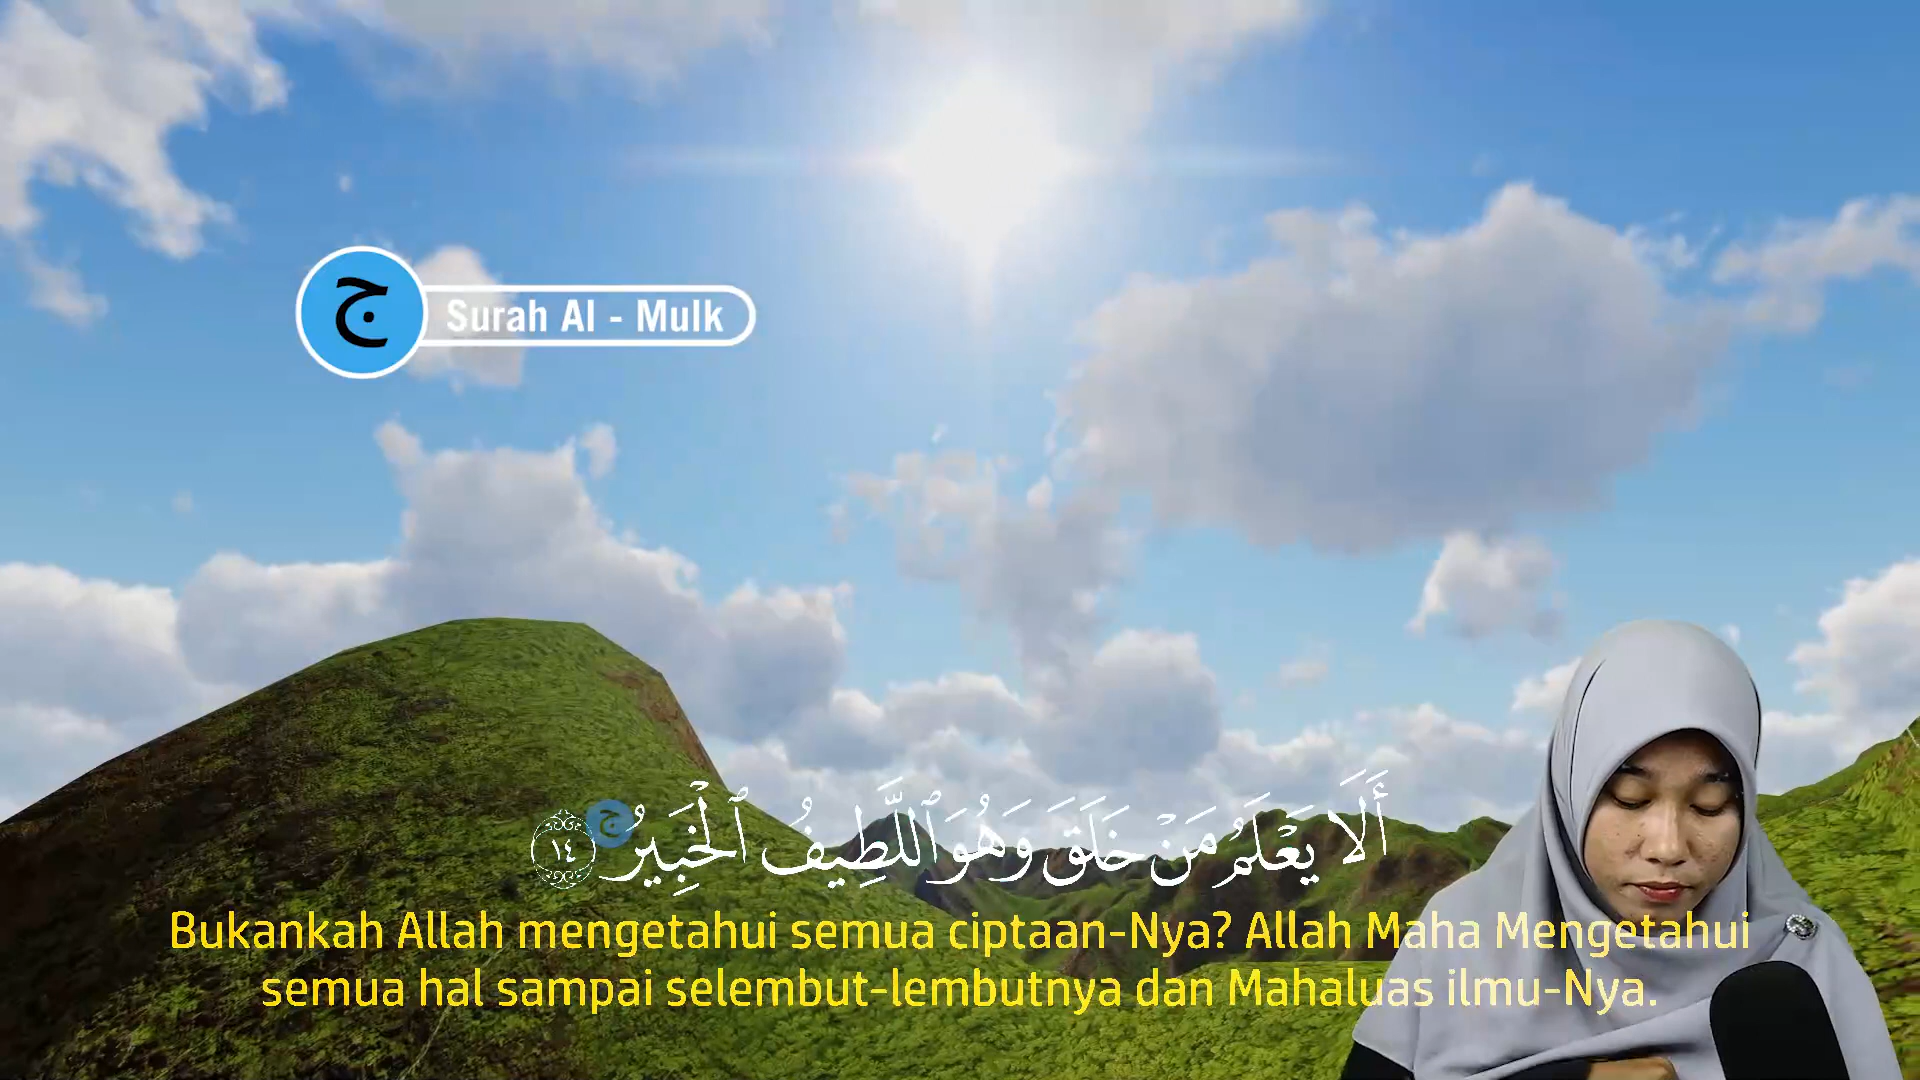 ج
Surah Al - Mulk
أَلَا يَعْلَمُ مَنْ خَلَقَ وَهُوَ ٱللَّطِيفُ ٱلْخَبِيرُ ١٤
ج
Bukankah Allah mengetahui semua ciptaan-Nya? Allah Maha Mengetahui
semua hal sampai selembut-lembutnya dan Mahaluas ilmu-Nya.